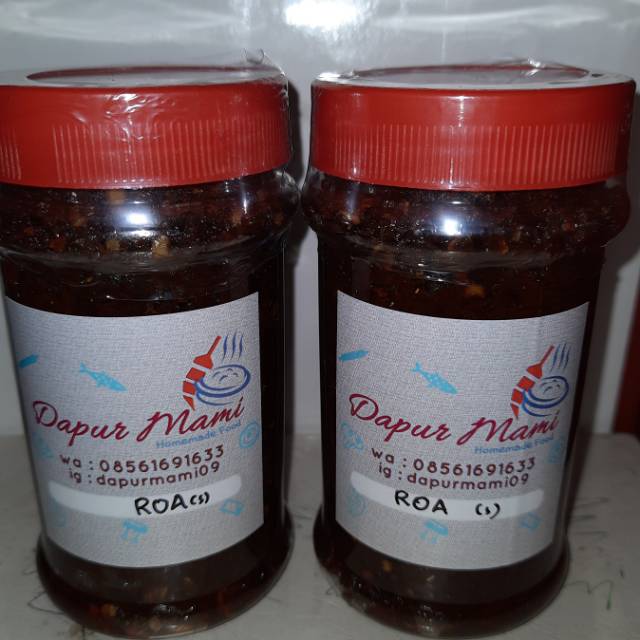 Dapur Mami
Homemade Food
wa : 08561691633
ig : dapurmami09
ROA (s)
Dapur Mami
Homemade Food
wa : 08561691633
ig : dapurmami09
ROA (s)